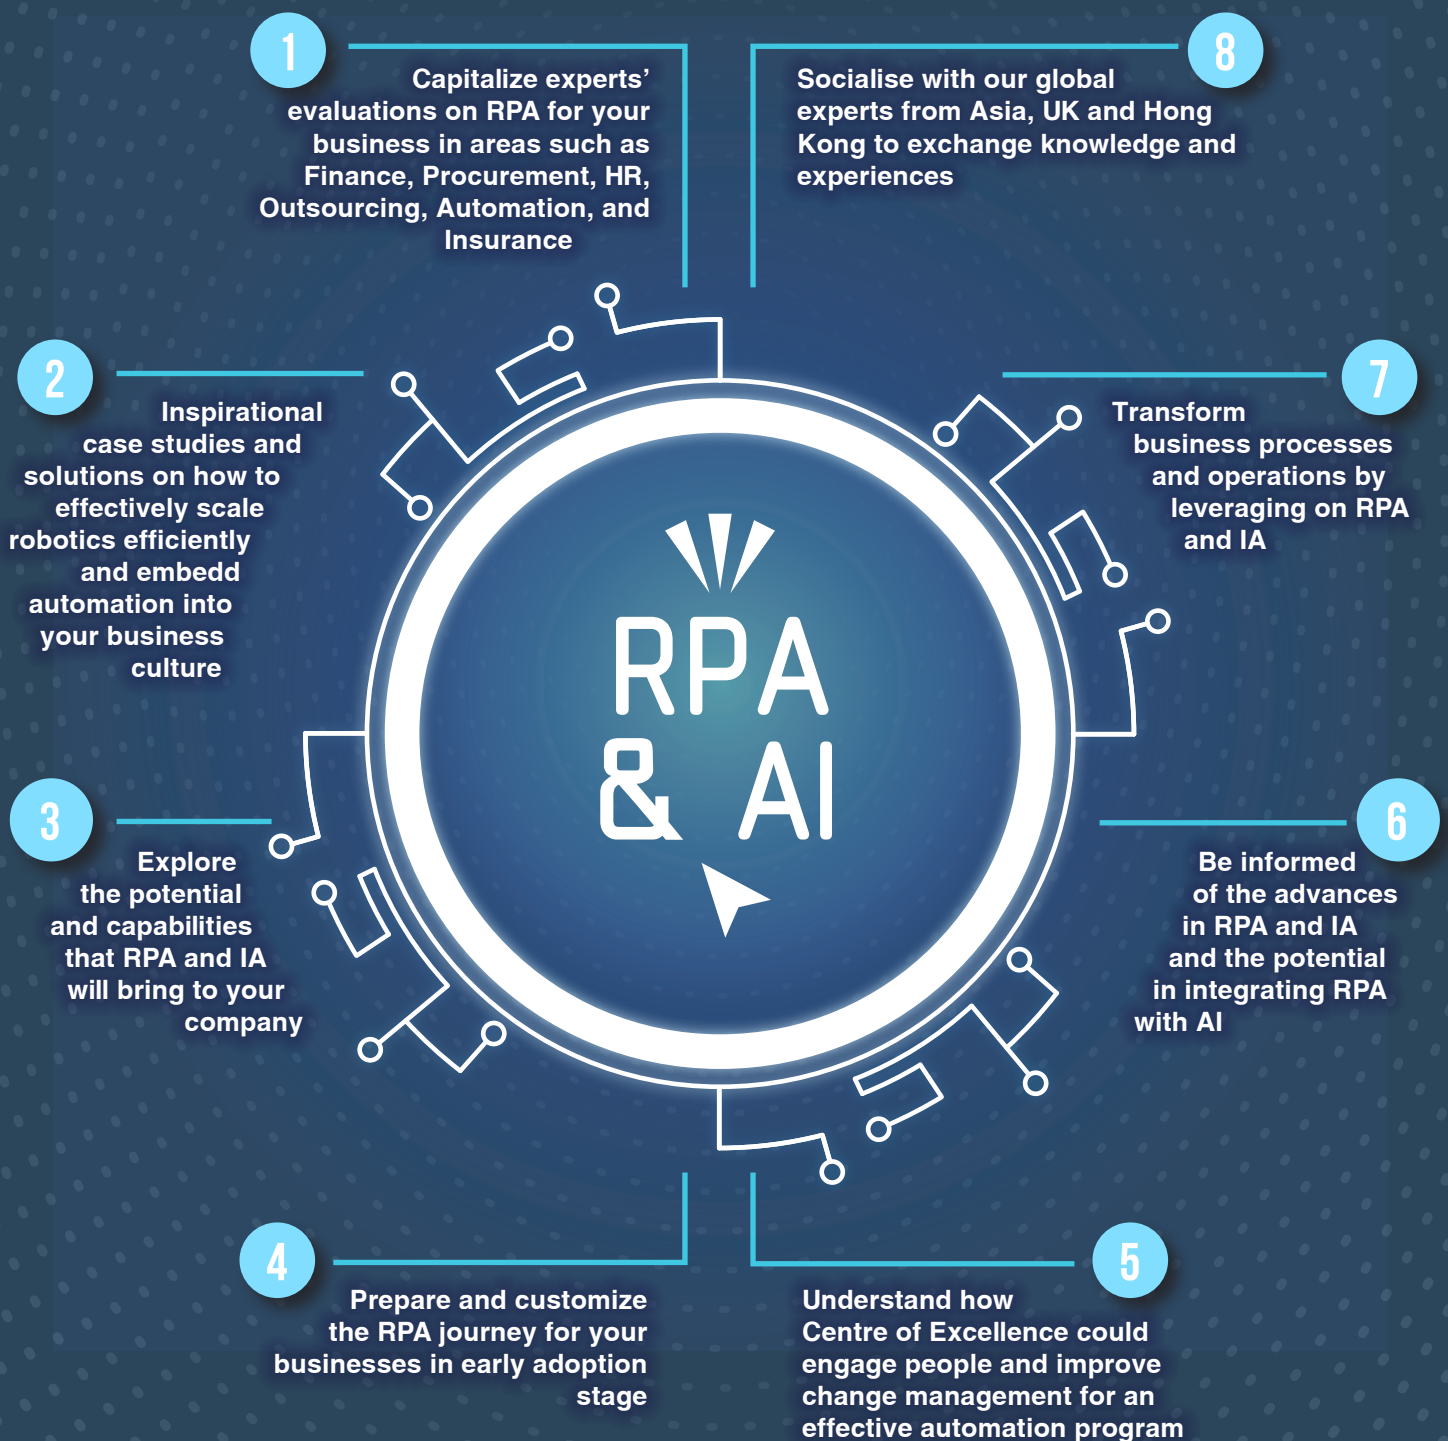 1
Capitalize experts’
evaluations on RPA for your
business in areas such as
Finance, Procurement, HR,
Outsourcing, Automation, and
Insurance
8
Socialise with our global
experts from Asia, UK and Hong
Kong to exchange knowledge and
experiences
2
Inspirational
case studies and
solutions on how to
effectively scale
robotics efficiently
and embedd
automation into
your business
culture
7
Transform
business processes
and operations by
leveraging on RPA
and IA
RPA
& AI
3
Explore
the potential
and capabilities
that RPA and IA
will bring to your
company
6
Be informed
of the advances
in RPA and IA
and the potential
in integrating RPA
with AI
4
Prepare and customize
the RPA journey for your
businesses in early adoption
stage
5
Understand how
Centre of Excellence could
engage people and improve
change management for an
effective automation program